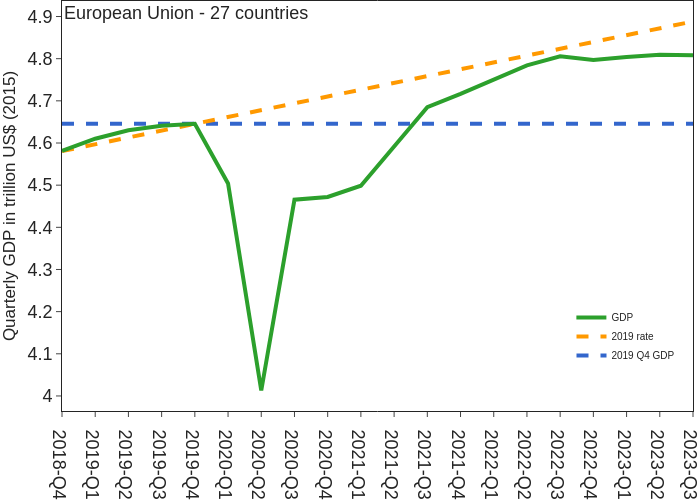 European Union - 27 countries
Quarterly GDP in trillion US$ (2015)
4.9
4.8
4.7
4.6
4.5
4.4
4.3
4.2
4.1
4
GDP
2019 rate
2019 Q4 GDP
2018-Q4
2019-Q1
2019-Q2
2019-Q3
2019-Q4
2020-Q1
2020-Q2
2020-Q3
2020-Q4
2021-Q1
2021-Q2
2021-Q3
2021-Q4
2022-Q1
2022-Q2
2022-Q3
2022-Q4
2023-Q1
2023-Q2
2023-Q3